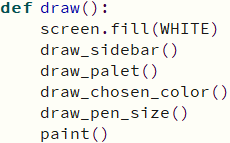 def draw():
    screen.fill(WHITE)
    draw_sidebar()
    draw_palet()
    draw_chosen_color()
    draw_pen_size()
    paint()